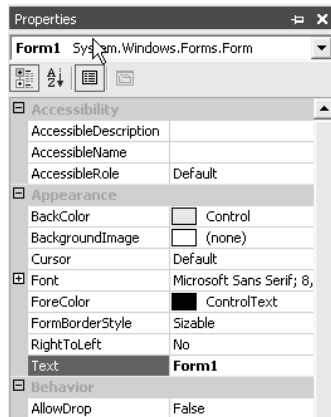 Properties
Form1 System.Windows.Forms.Form
Accessibility
AccessibleDescription
AccessibleName
AccessibleRole Default
Appearance
BackColor Control
BackgroundImage (none)
Cursor Default
Font Microsoft Sans Serif; 8,
ForeColor ControlText
FormBorderStyle Sizable
RightToLeft No
Text Form1
Behavior
AllowDrop False